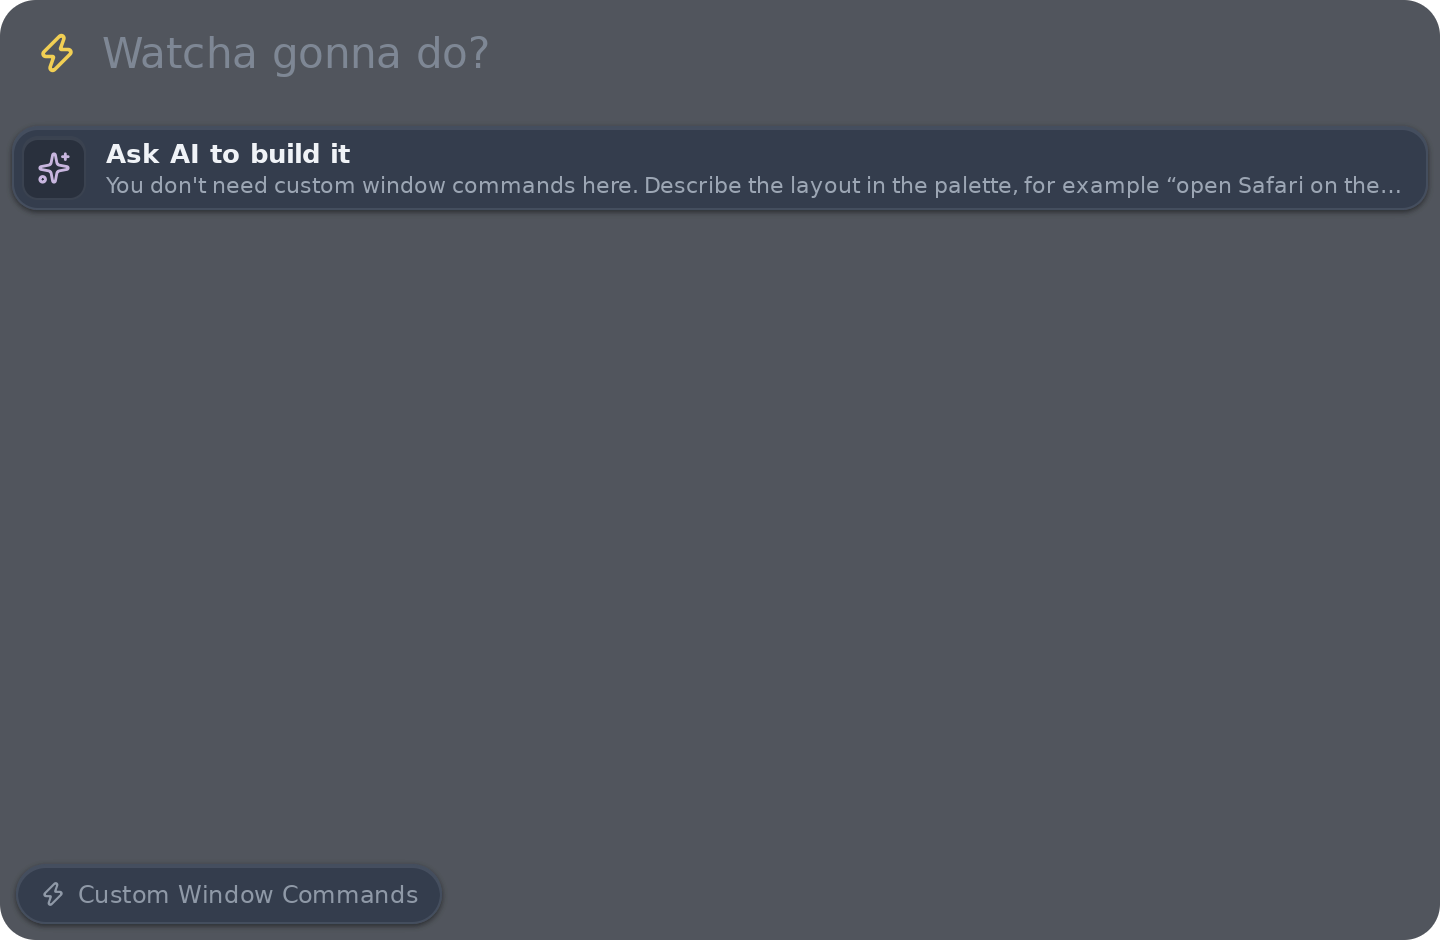 Watcha gonna do?
Ask AI to build it
You don't need custom window commands here. Describe the layout in the palette, for example “open Safari on the…
Custom Window Commands